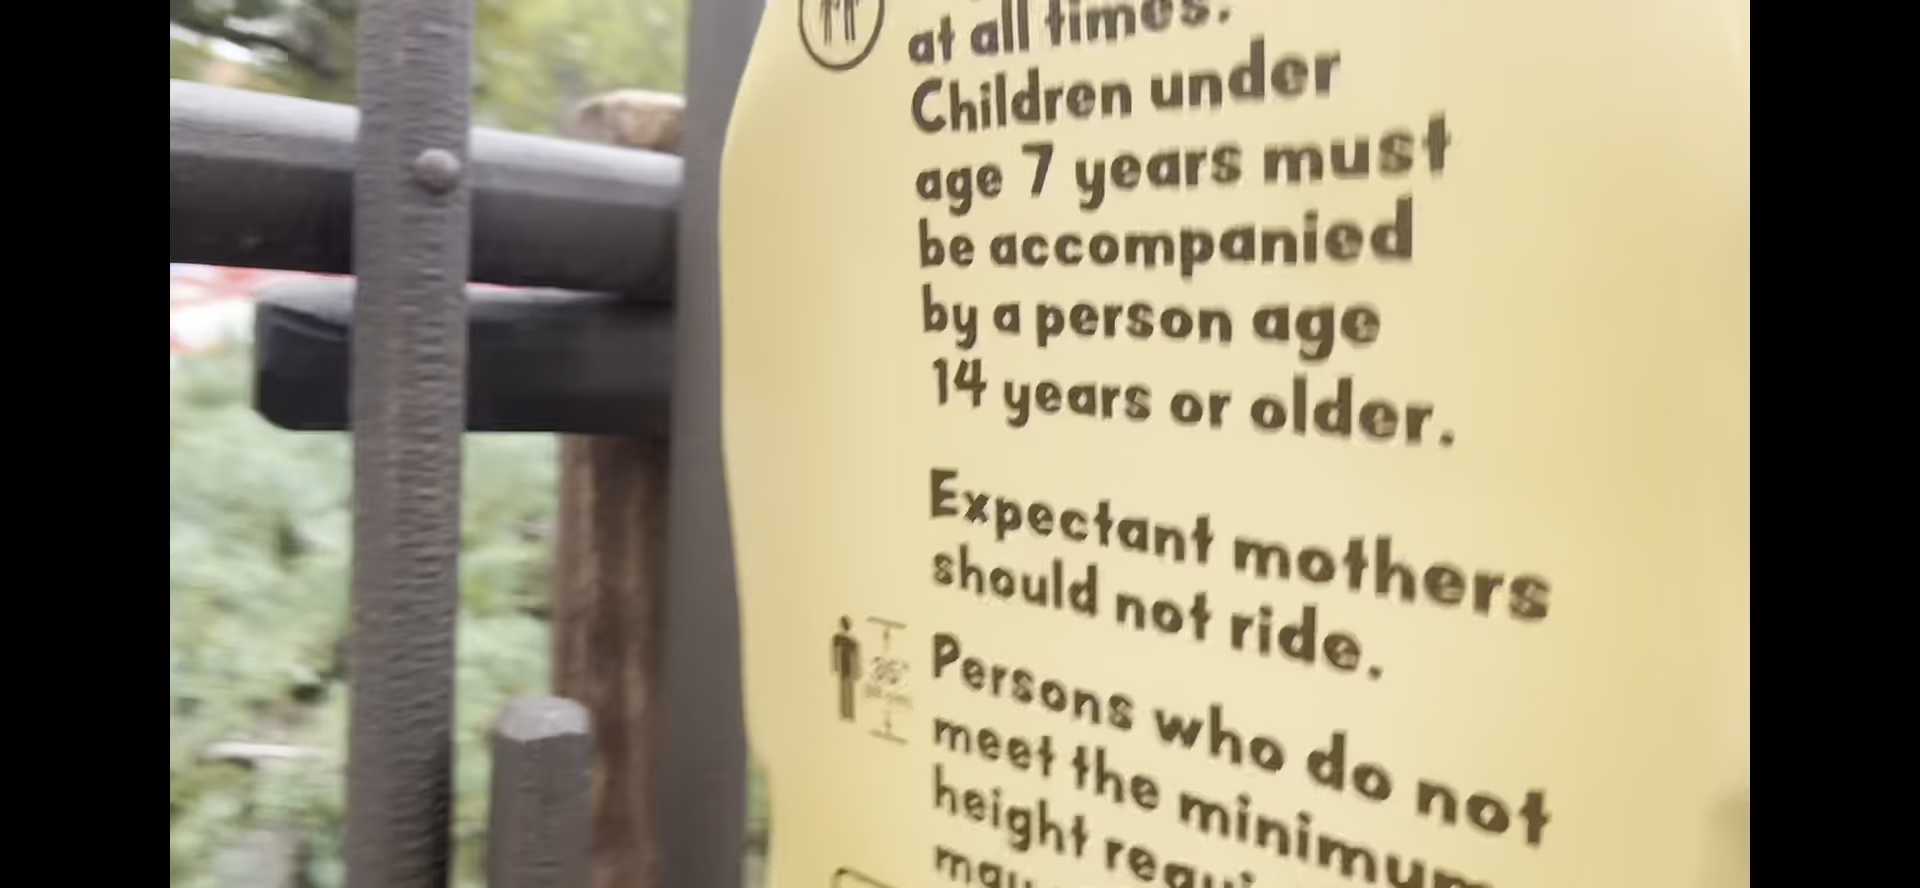 at all times.
Children under
age 7 years must
be accompanied
by a person age
14 years or older.
Expectant mothers
should not ride.
Persons who do not
meet the minimum
height
may